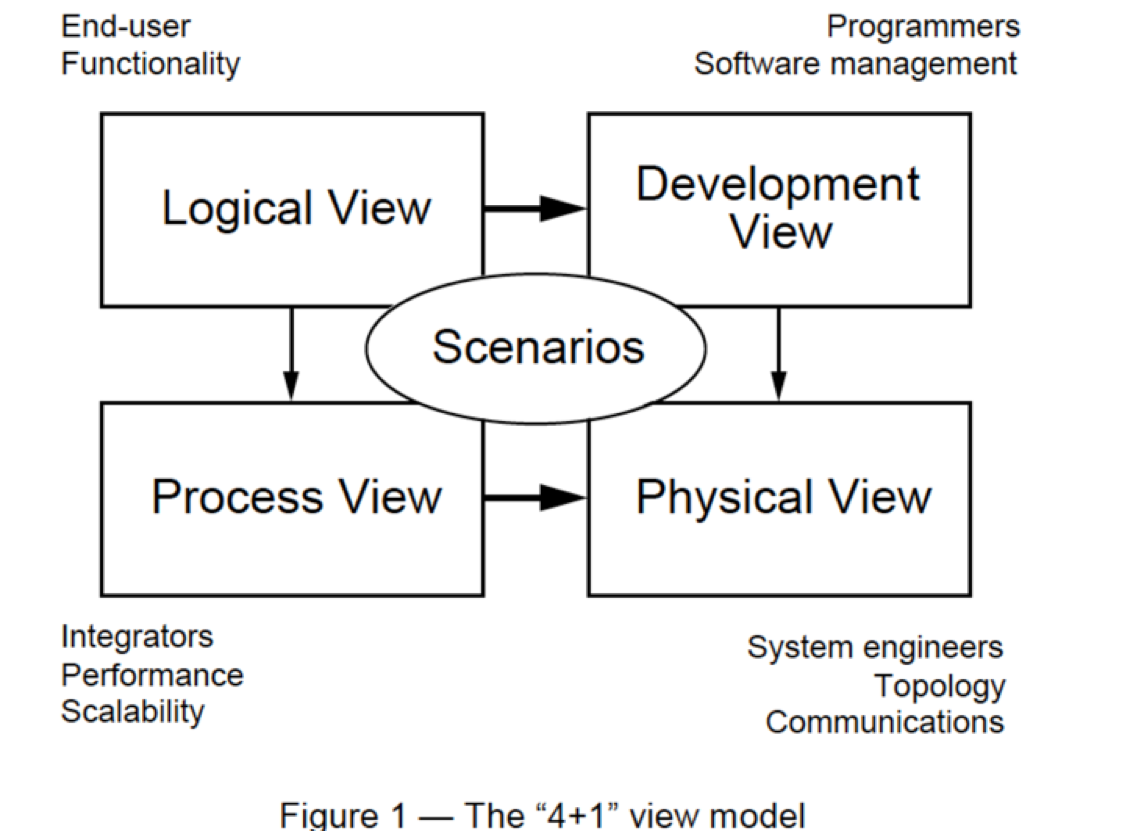 End-user
Functionality
Programmers
Software management
Logical View
Development
View
Scenarios
Process View
Physical View
Integrators
Performance
Scalability
System engineers
Topology
Communications
Figure 1 — The “4+1” view model